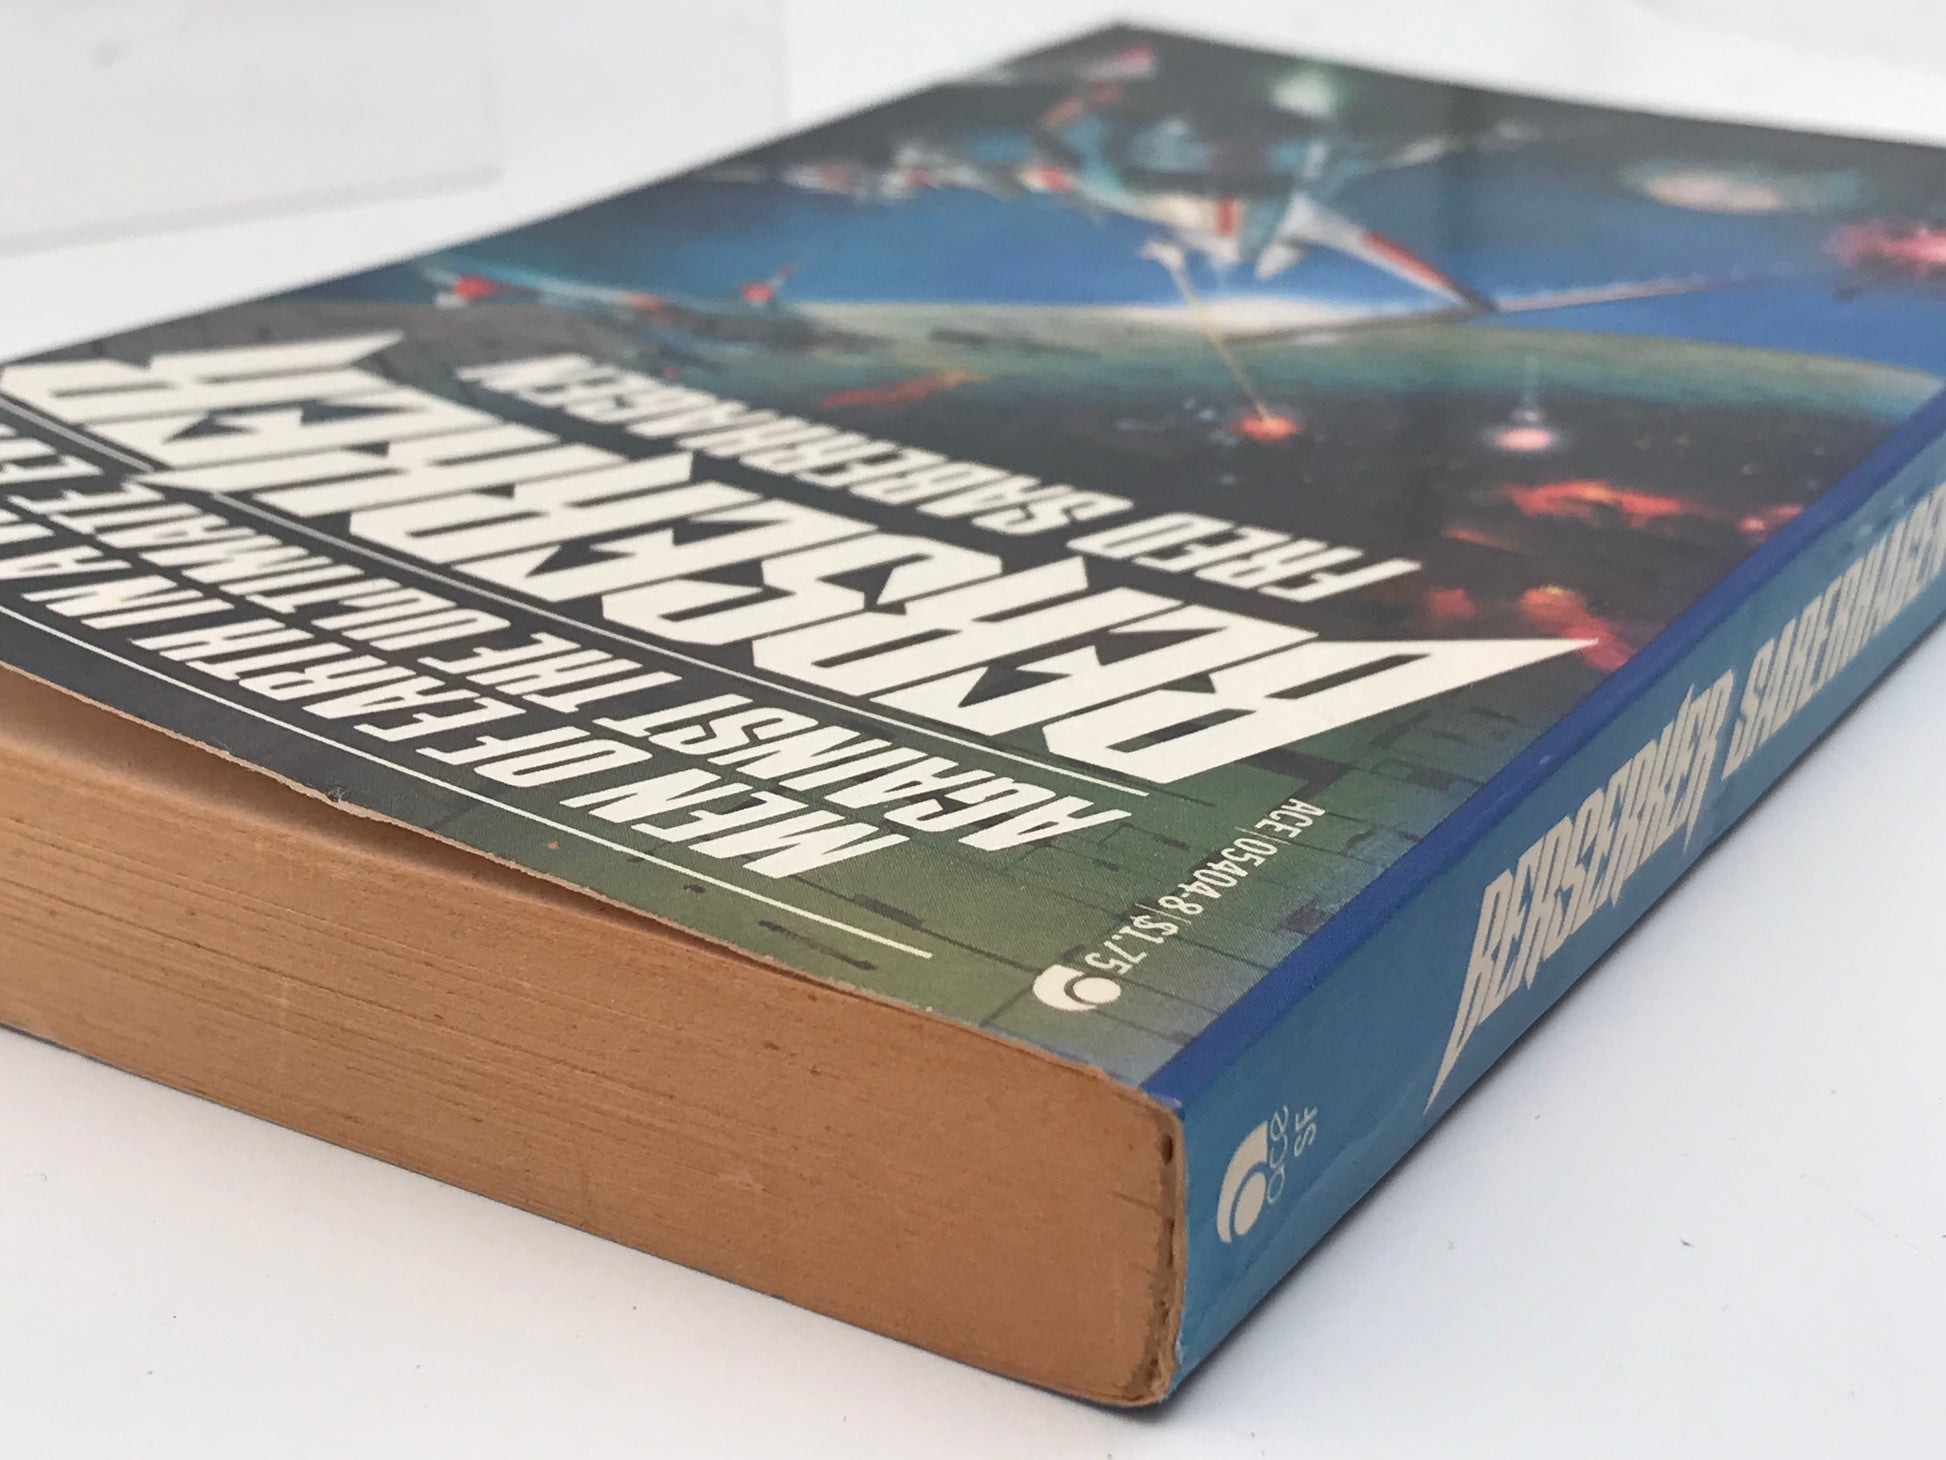 FRED SABERHAGEN
BERSERKER
MEN OF EARTH IN A
AGAINST THE ULTIMATE
ACE|05404-8|$1.75
BERSERKER SABERHAGEN
ace
SF